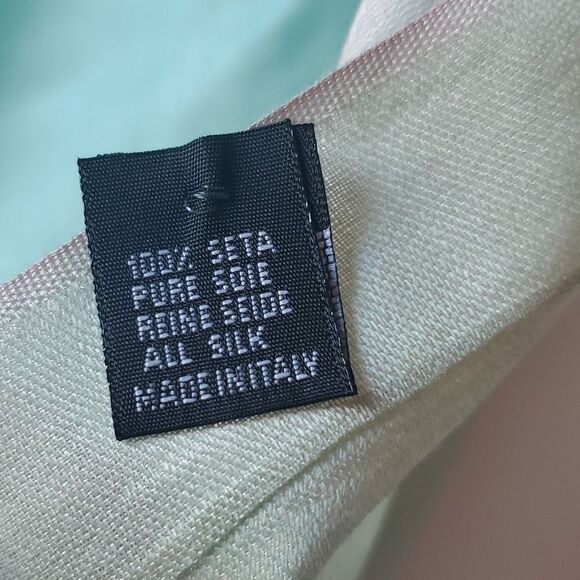 100% SETA
PURE SOIE
REINE SEIDE
ALL SILK
MADE IN ITALY